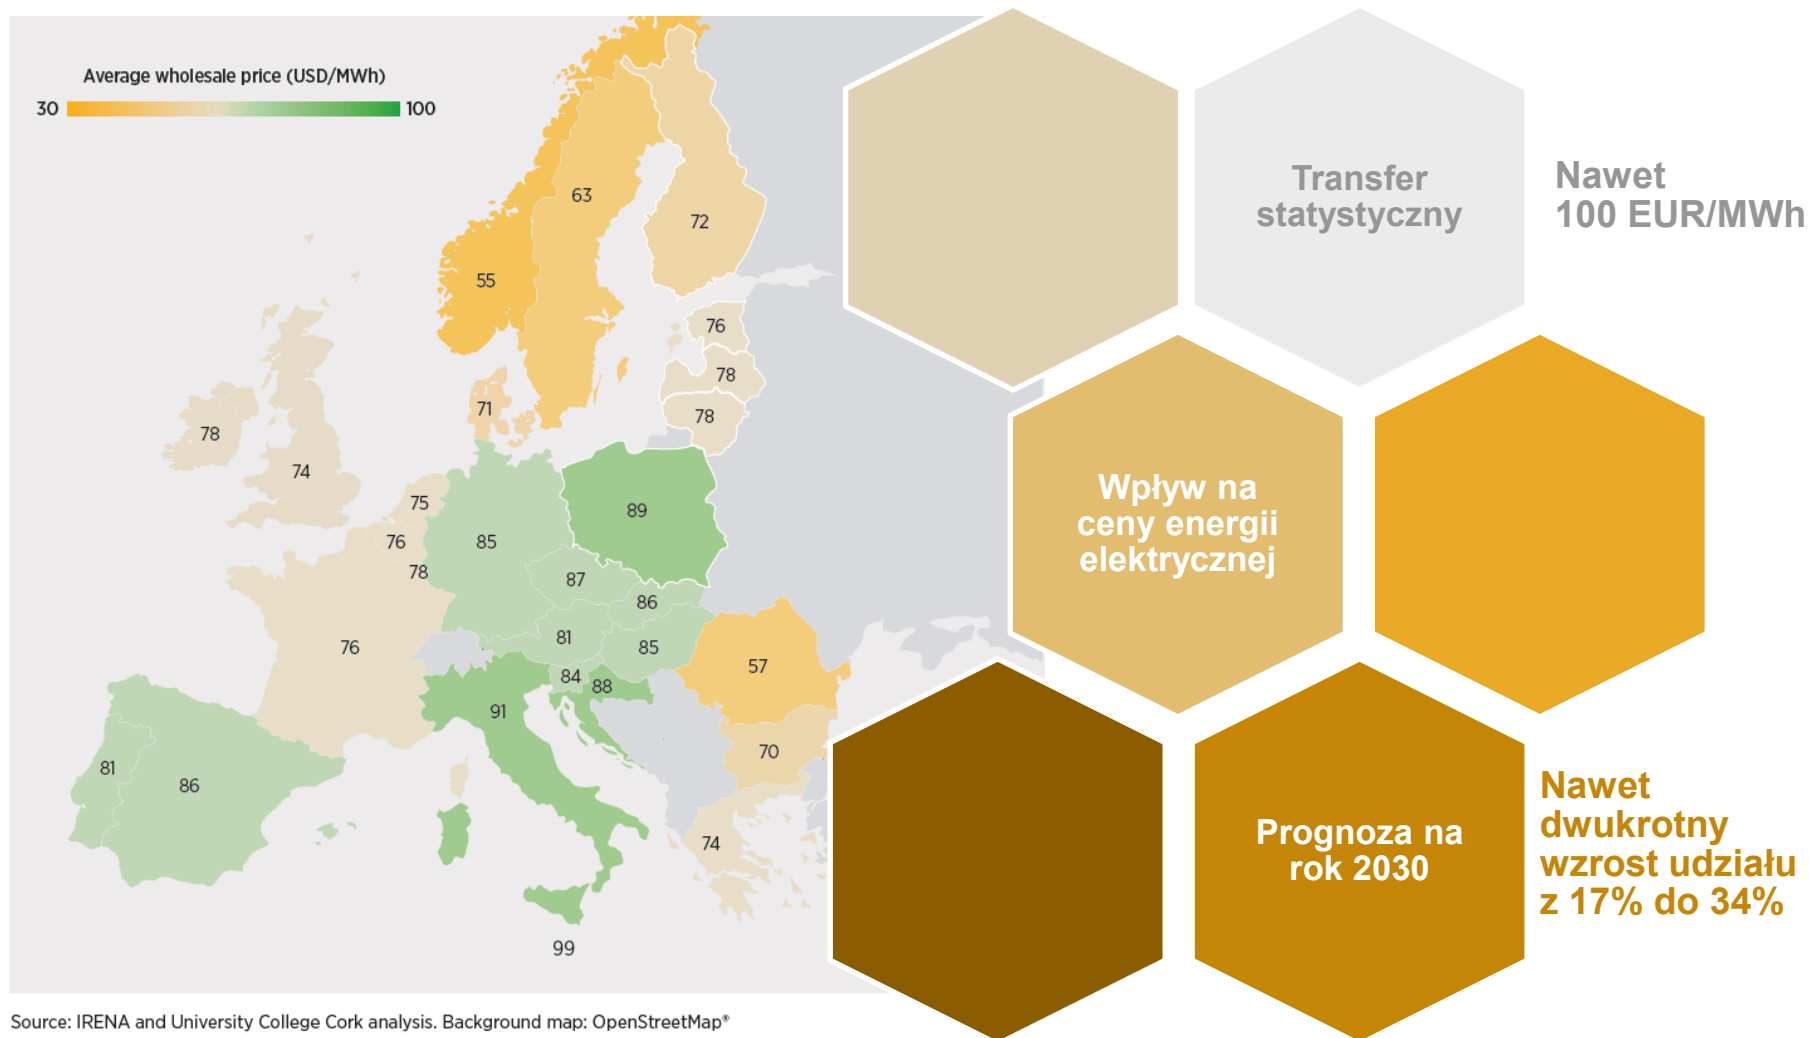 Average wholesale price (USD/MWh)
30
100
63
72
55
76
78
78
71
78
74
75
76
78
85
89
87
86
81
85
84
88
76
57
91
70
81
86
74
99
Source: IRENA and University College Cork analysis. Background map: OpenStreetMap®
Transfer
statystyczny
Nawet
100 EUR/MWh
Wpływ na
ceny energii
elektrycznej
Prognoza na
rok 2030
Nawet
dwukrotny
wzrost udziału
z 17% do 34%